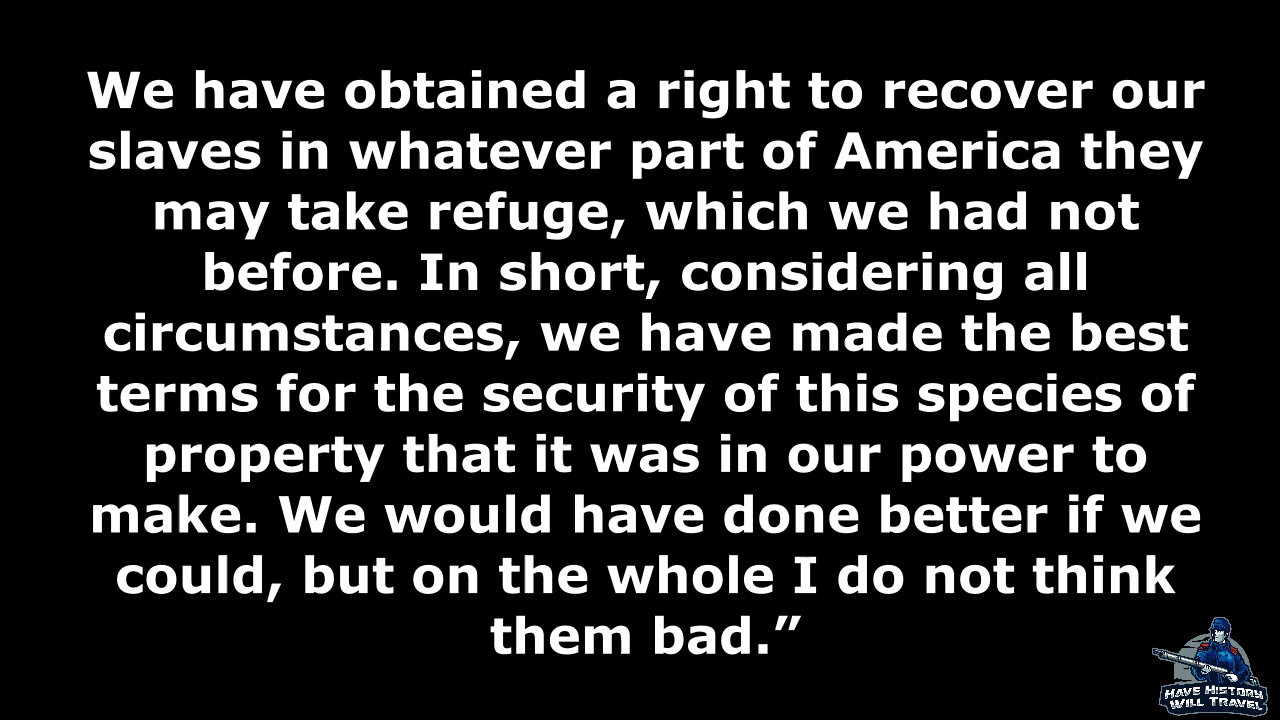 We have obtained a right to recover our
slaves in whatever part of America they
may take refuge, which we had not
before. In short, considering all
circumstances, we have made the best
terms for the security of this species of
property that it was in our power to
make. We would have done better if we
could, but on the whole I do not think
them bad.”
HAVE HISTORY
WILL TRAVEL